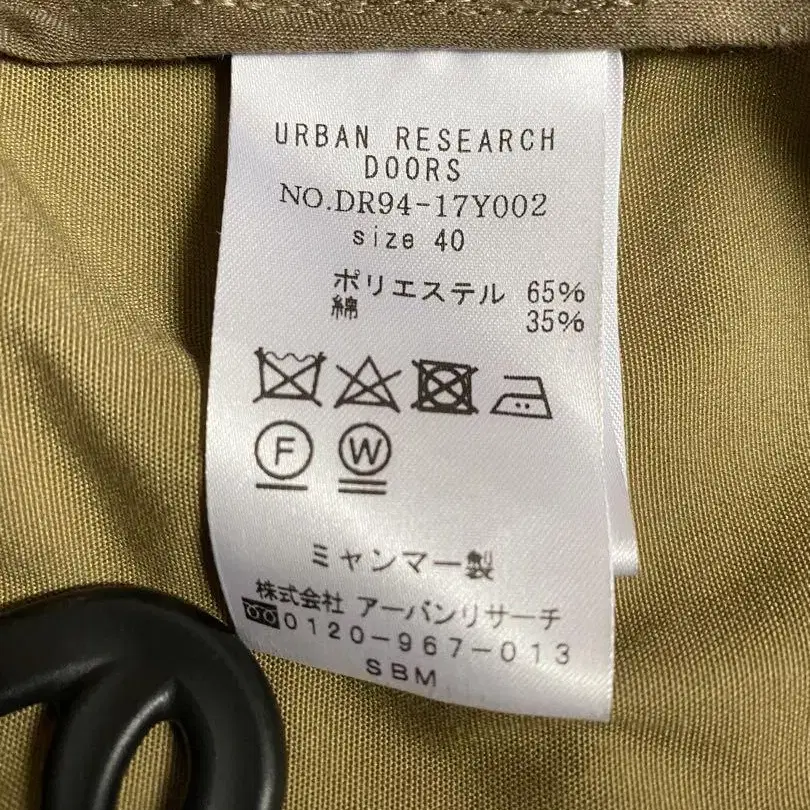 URBAN RESEARCH
DOORS
NO.DR94-17Y002
size 40
ポリエステル 65%
綿 35%
F W
ミャンマー製
株式会社 アーバンリサーチ
0120-967-013
SBM